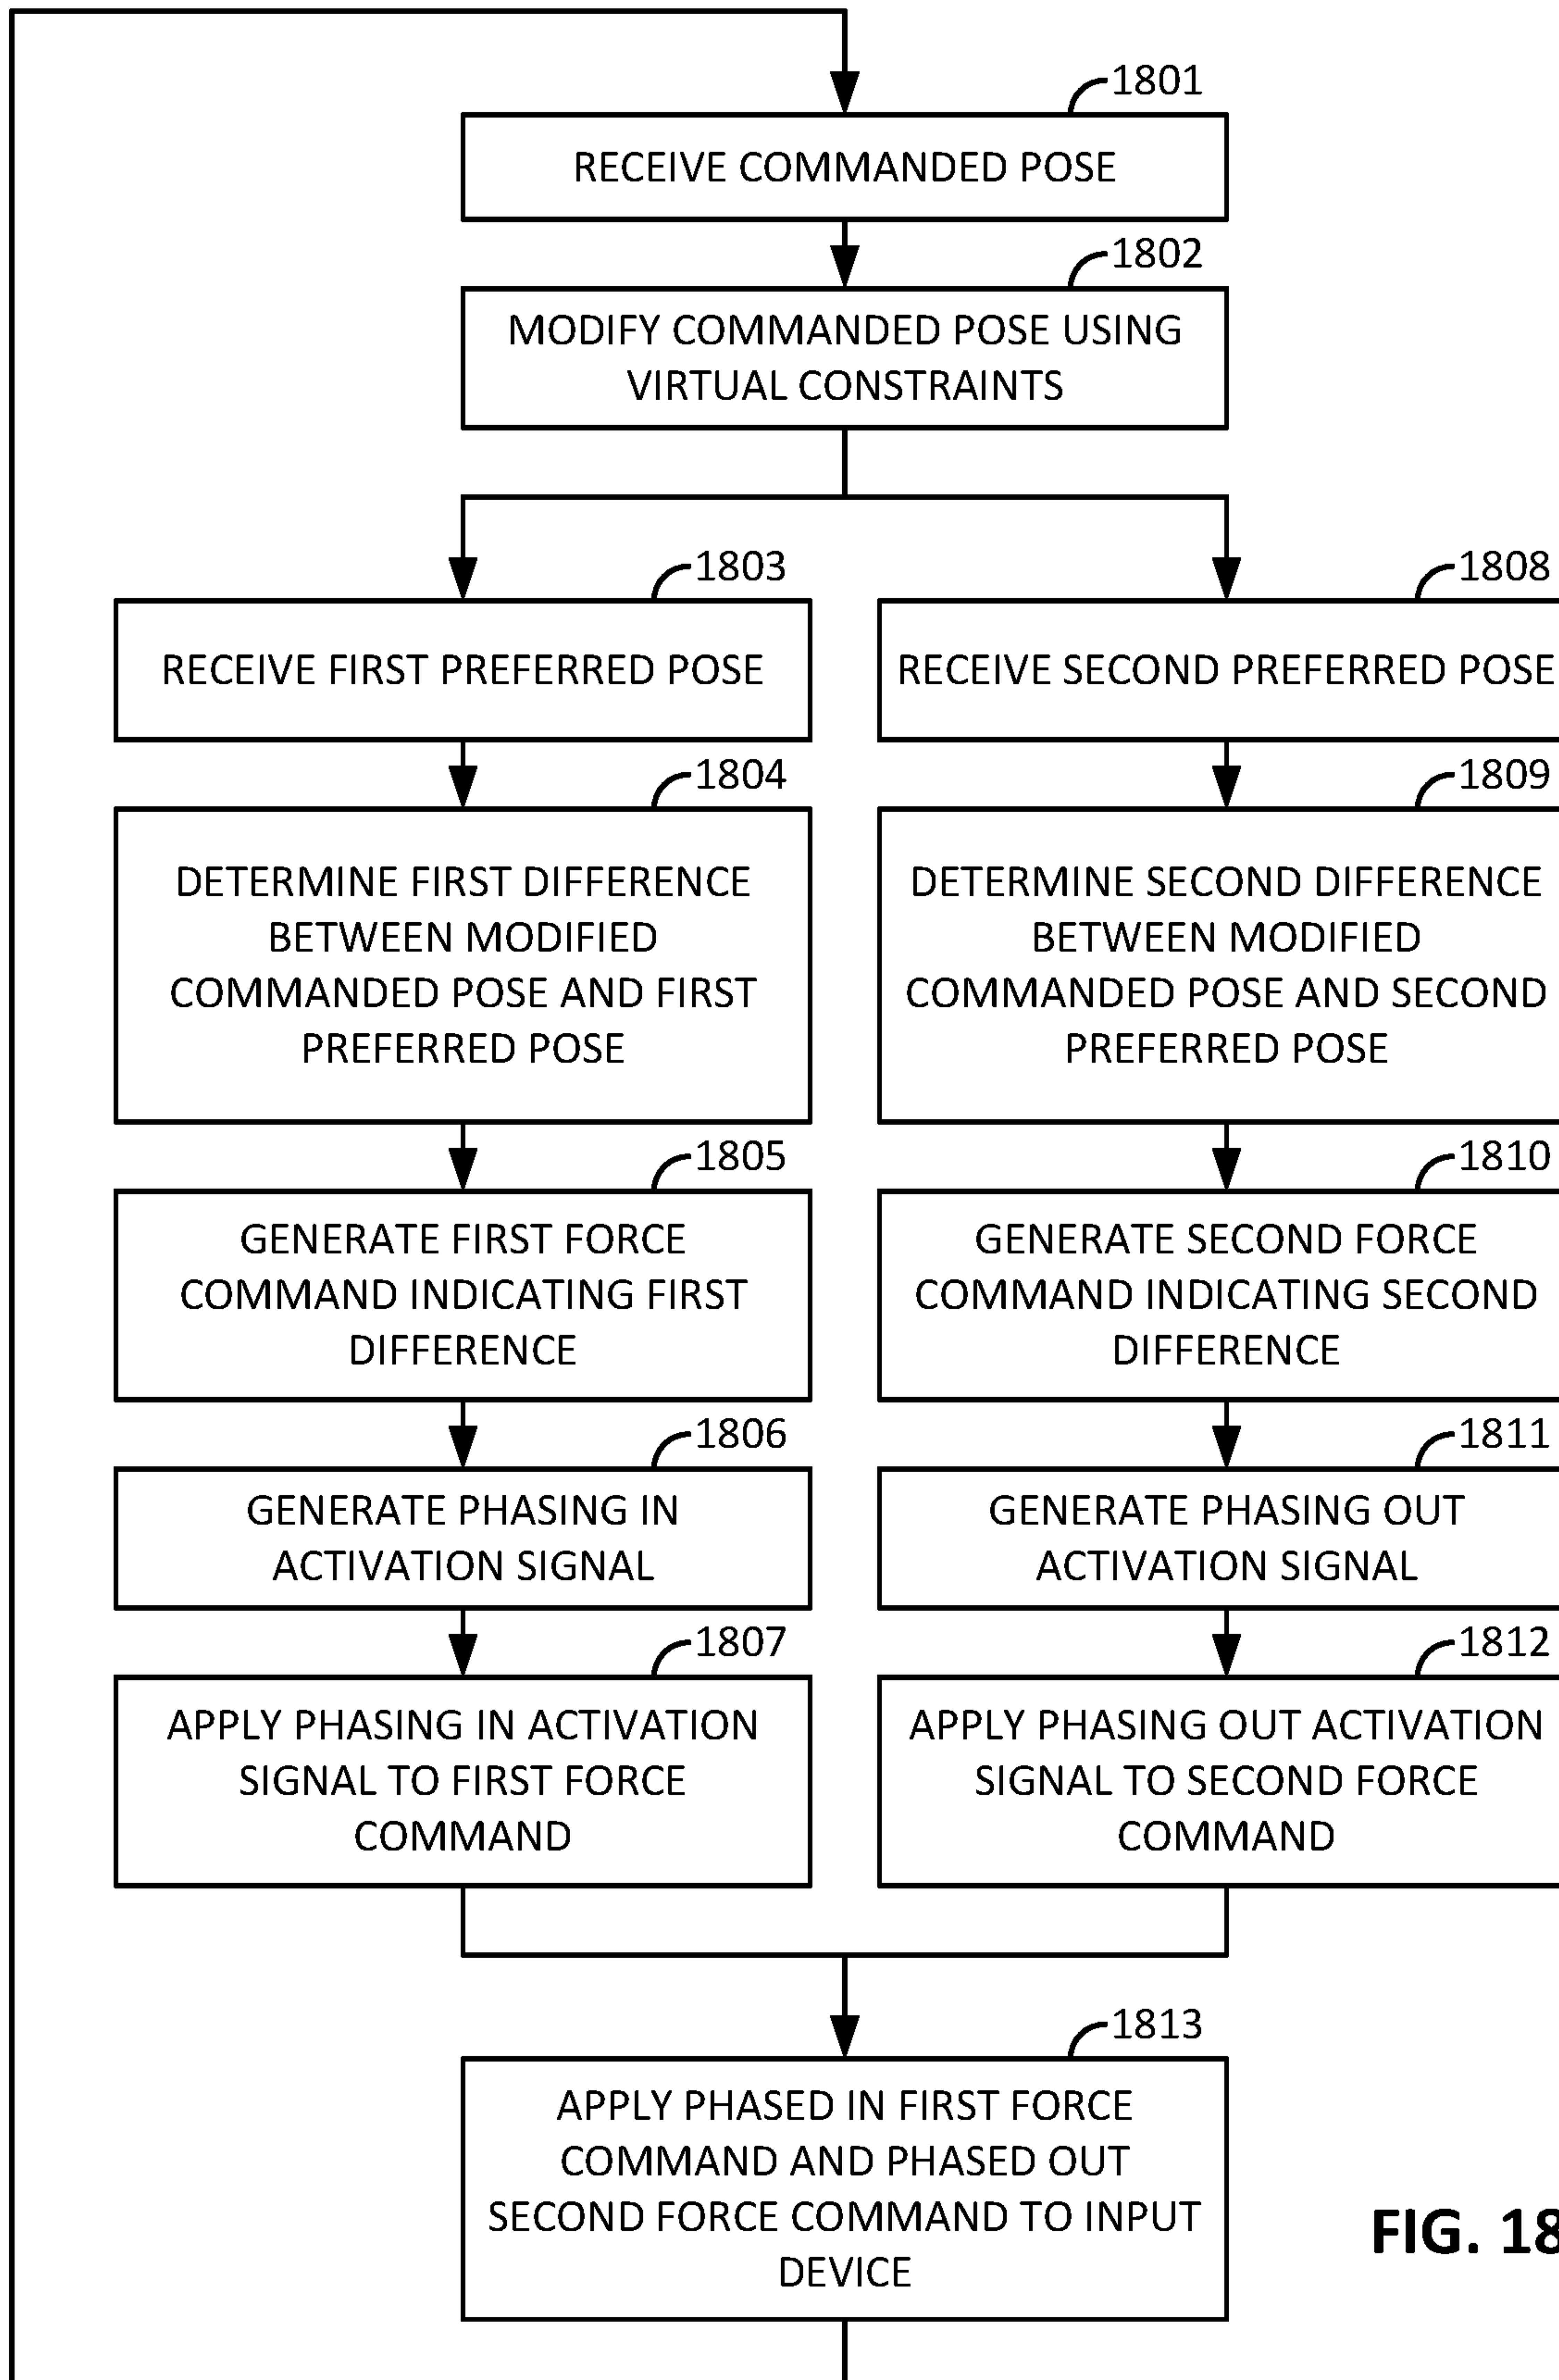 1801
RECEIVE COMMANDED POSE
1802
MODIFY COMMANDED POSE USING
VIRTUAL CONSTRAINTS
1803
RECEIVE FIRST PREFERRED POSE
1804
DETERMINE FIRST DIFFERENCE
BETWEEN MODIFIED
COMMANDED POSE AND FIRST
PREFERRED POSE
1805
GENERATE FIRST FORCE
COMMAND INDICATING FIRST
DIFFERENCE
1806
GENERATE PHASING IN
ACTIVATION SIGNAL
1807
APPLY PHASING IN ACTIVATION
SIGNAL TO FIRST FORCE
COMMAND
1808
RECEIVE SECOND PREFERRED POSE
1809
DETERMINE SECOND DIFFERENCE
BETWEEN MODIFIED
COMMANDED POSE AND SECOND
PREFERRED POSE
1810
GENERATE SECOND FORCE
COMMAND INDICATING SECOND
DIFFERENCE
1811
GENERATE PHASING OUT
ACTIVATION SIGNAL
1812
APPLY PHASING OUT ACTIVATION
SIGNAL TO SECOND FORCE
COMMAND
1813
APPLY PHASED IN FIRST FORCE
COMMAND AND PHASED OUT
SECOND FORCE COMMAND TO INPUT
DEVICE
FIG. 18